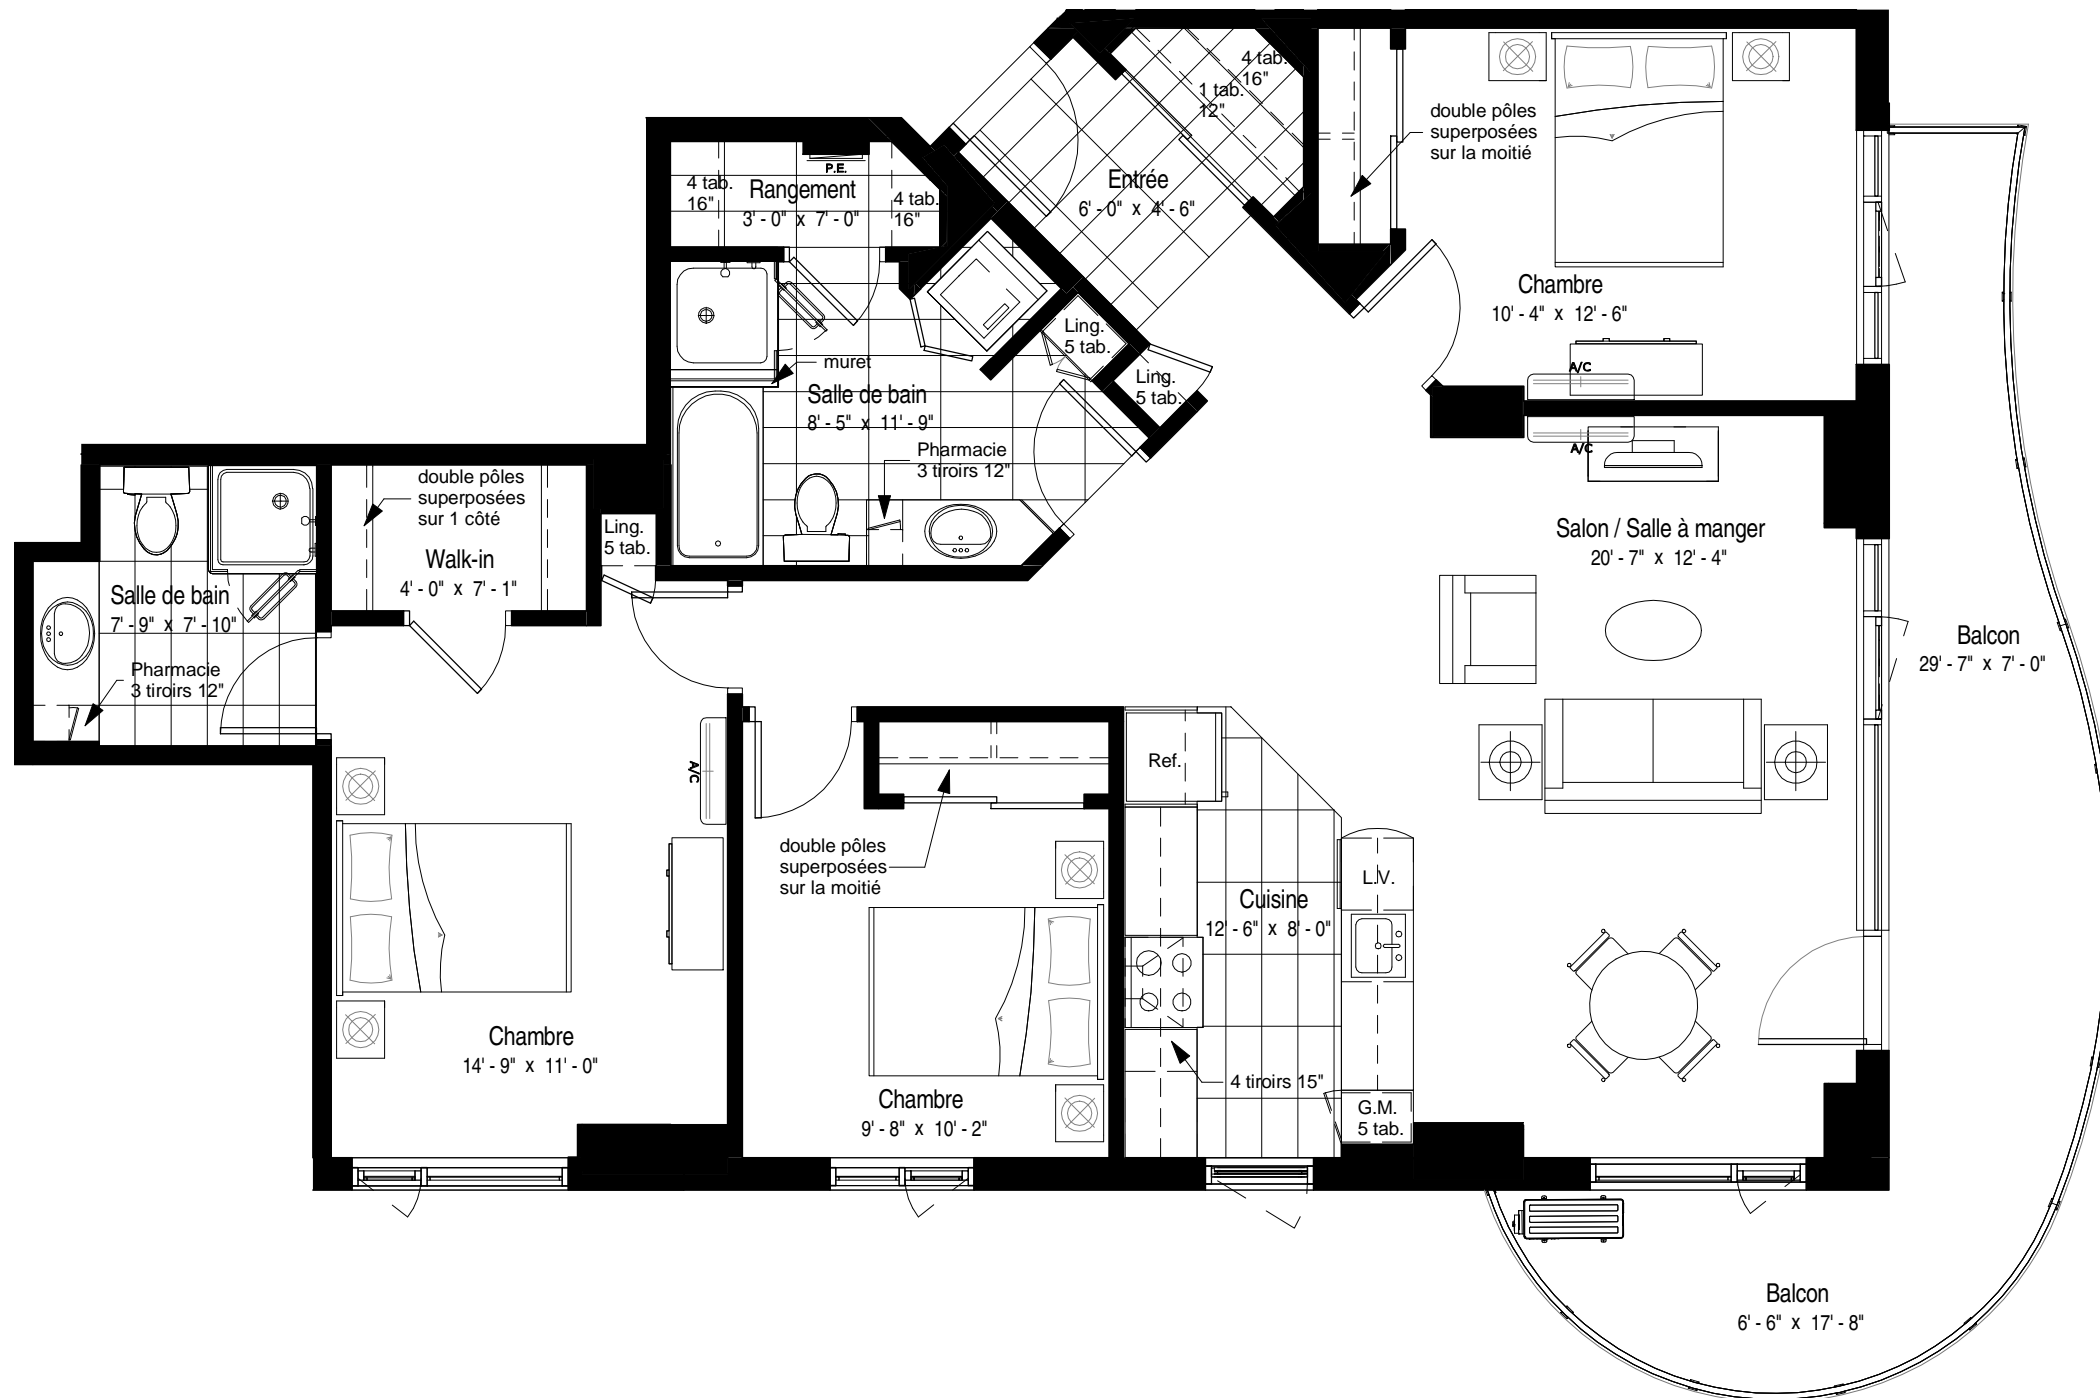 4 tab.
16"
1 tab.
12"
double pôles
superposées
sur la moitié
P.E.
4 tab.
16"
Rangement
3' - 0" x 7' - 0"
4 tab.
16"
Entrée
6' - 0" x 4' - 6"
Chambre
10' - 4" x 12' - 6"
Ling.
5 tab.
Ling.
5 tab.
muret
Salle de bain
8' - 5" x 11' - 9"
Pharmacie
3 tiroirs 12"
A/C
A/C
double pôles
superposées
sur 1 côté
Walk-in
4' - 0" x 7' - 1"
Ling.
5 tab.
Salle de bain
7' - 9" x 7' - 10"
Pharmacie
3 tiroirs 12"
Salon / Salle à manger
20' - 7" x 12' - 4"
Balcon
29' - 7" x 7' - 0"
A/C
Ref.
double pôles
superposées
sur la moitié
L.V.
Cuisine
12' - 6" x 8' - 0"
Chambre
14' - 9" x 11' - 0"
Chambre
9' - 8" x 10' - 2"
4 tiroirs 15"
G.M.
5 tab.
Balcon
6' - 6" x 17' - 8"